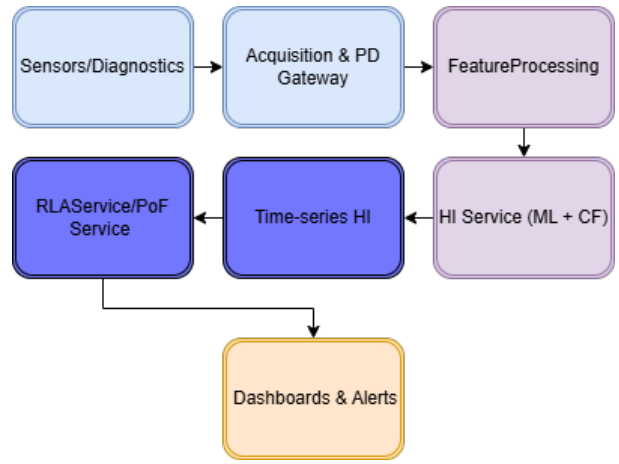 Sensors/Diagnostics
Acquisition & PD
Gateway
FeatureProcessing
RLAService/PoF
Service
Time-series HI
HI Service (ML + CF)
Dashboards & Alerts